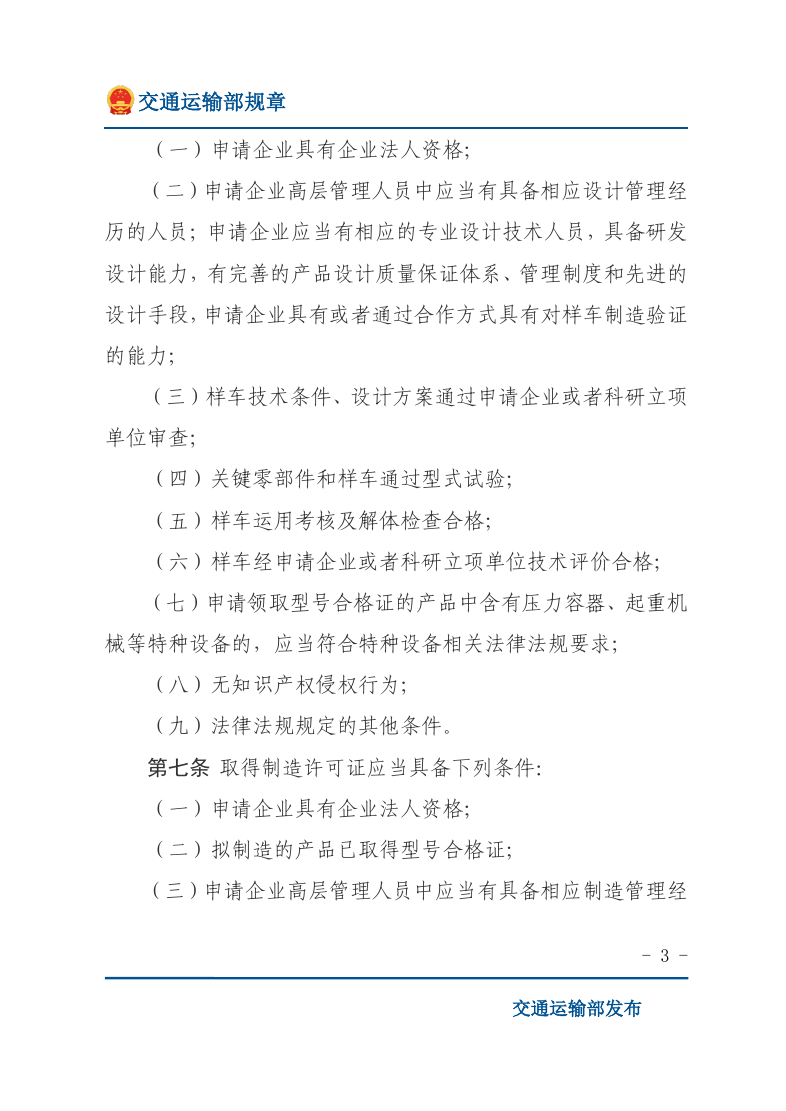 交通运输部规章
（一）申请企业具有企业法人资格；
（二）申请企业高层管理人员中应当有具备相应设计管理经
历的人员；申请企业应当有相应的专业设计技术人员，具备研发
设计能力，有完善的产品设计质量保证体系、管理制度和先进的
设计手段，申请企业具有或者通过合作方式具有对样车制造验证
的能力；
（三）样车技术条件、设计方案通过申请企业或者科研立项
单位审查；
（四）关键零部件和样车通过型式试验；
（五）样车运用考核及解体检查合格；
（六）样车经申请企业或者科研立项单位技术评价合格；
（七）申请领取型号合格证的产品中含有压力容器、起重机
械等特种设备的，应当符合特种设备相关法律法规要求；
（八）无知识产权侵权行为；
（九）法律法规规定的其他条件。
第七条 取得制造许可证应当具备下列条件：
（一）申请企业具有企业法人资格；
（二）拟制造的产品已取得型号合格证；
（三）申请企业高层管理人员中应当有具备相应制造管理经
- 3 -
交通运输部发布